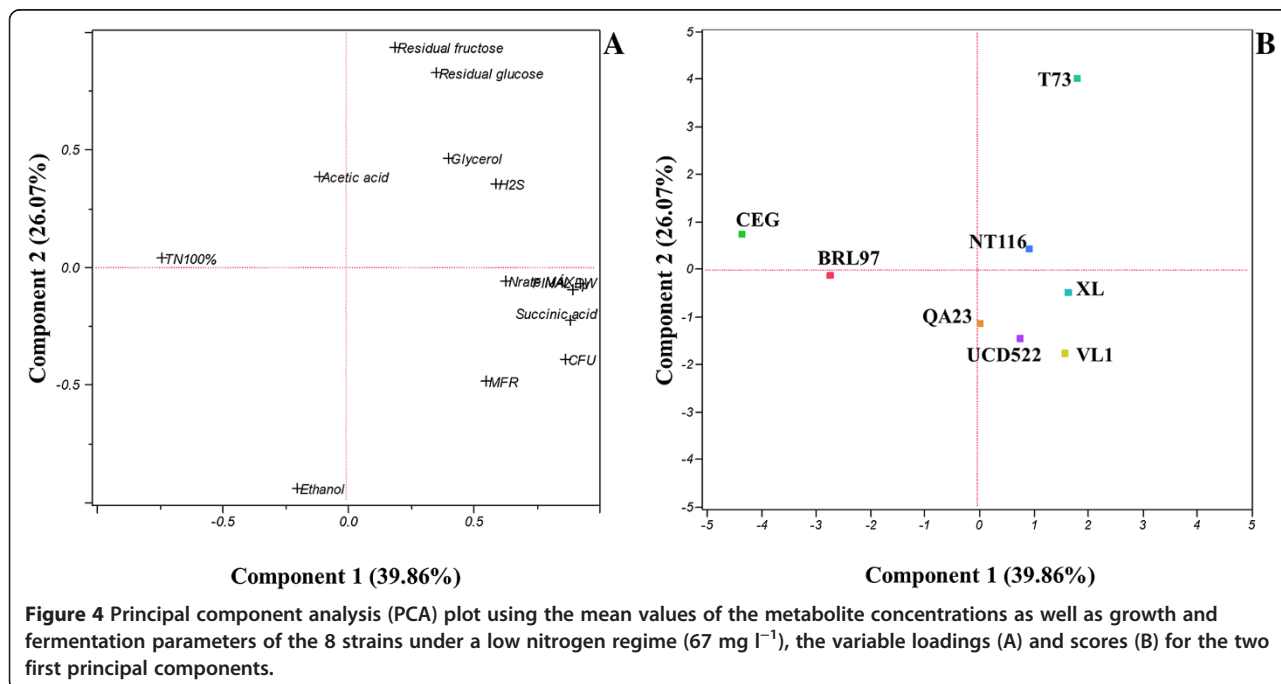 A
Component 2 (26.07%)
0.5
0.0
-0.5
Residual fructose
Residual glucose
Glycerol
Acetic acid
H2S
TN100%
Succinic acid
CFU
MFR
Ethanol
-0.5
0.0
0.5
Component 1 (39.86%)
B
Component 2 (26.07%)
5
4
3
2
1
0
-1
-2
-3
-4
-5
T73
CEG
NT116
BRL97
XL
QA23
UCD522
VL1
-5
-4
-3
-2
-1
0
1
2
3
4
5
Component 1 (39.86%)
Figure 4 Principal component analysis (PCA) plot using the mean values of the metabolite concentrations as well as growth and
fermentation parameters of the 8 strains under a low nitrogen regime (67 mg l⁻¹), the variable loadings (A) and scores (B) for the two
first principal components.